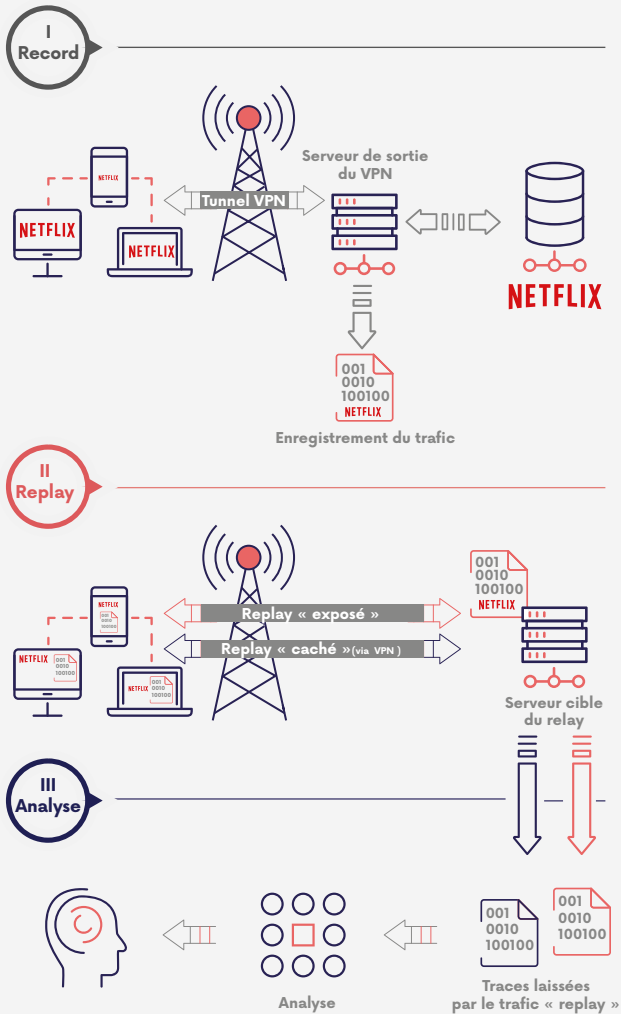 I
Record
Serveur de sortie
du VPN
NETFLIX
Tunnel VPN
NETFLIX
NETFLIX
NETFLIX
001
0010
100100
NETFLIX
Enregistrement du trafic
II
Replay
001
0010
100100
NETFLIX
NETFLIX
001
0010
100100
Replay « exposé »
Replay « caché »(via VPN )
NETFLIX
001
0010
100100
NETFLIX
001
0010
100100
Serveur cible
du relay
III
Analyse
001
0010
100100
001
0010
100100
Traces laissées
par le trafic « replay »
Analyse